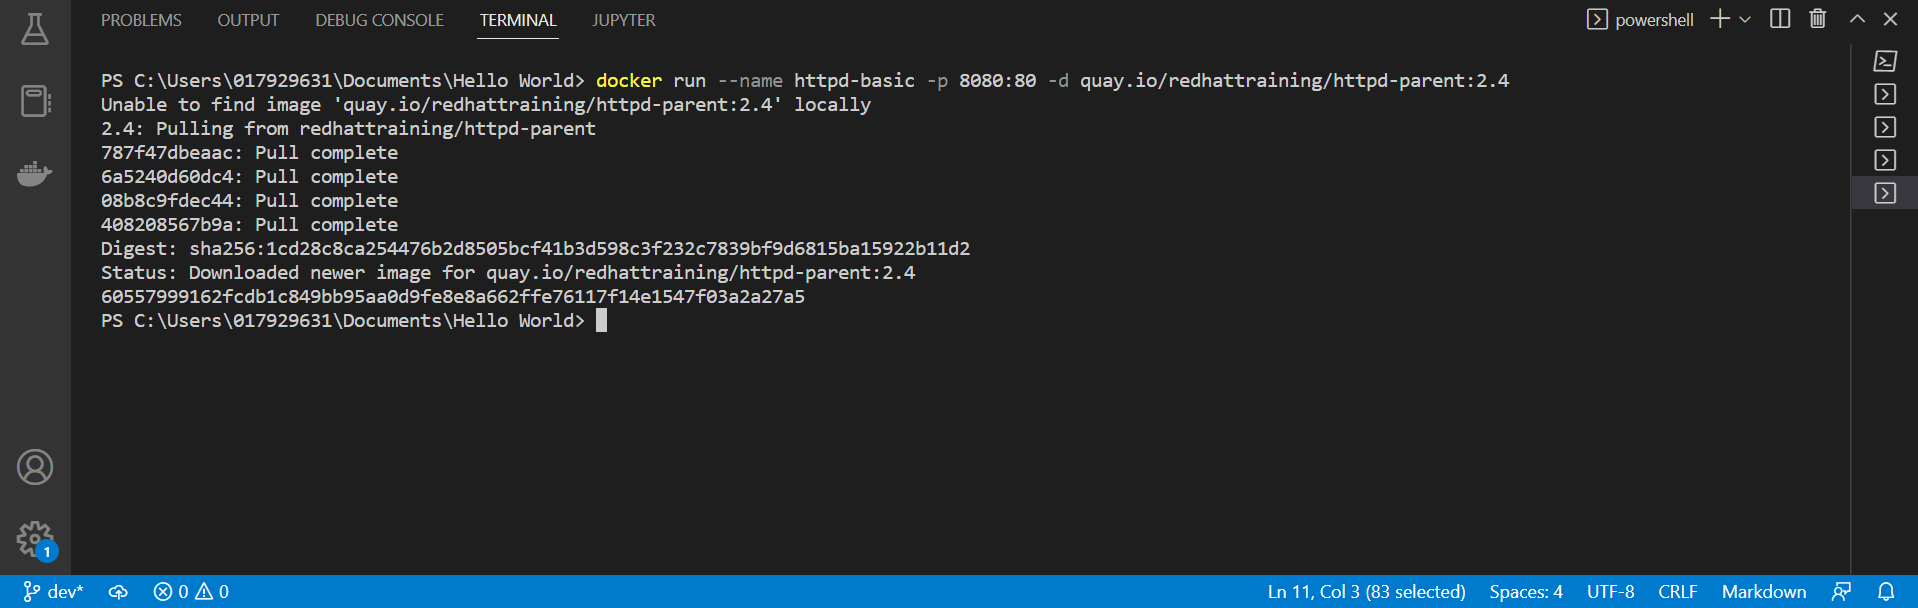 PROBLEMS OUTPUT DEBUG CONSOLE TERMINAL JUPYTER powershell
PS C:\Users\017929631\Documents\Hello World> docker run --name httpd-basic -p 8080:80 -d quay.io/redhattraining/httpd-parent:2.4
Unable to find image 'quay.io/redhattraining/httpd-parent:2.4' locally
2.4: Pulling from redhattraining/httpd-parent
787f47dbeaac: Pull complete
6a5240d60dc4: Pull complete
08b8c9fdec44: Pull complete
408208567b9a: Pull complete
Digest: sha256:1cd28c8ca254476b2d8505bcf41b3d598c3f232c7839bf9d6815ba15922b11d2
Status: Downloaded newer image for quay.io/redhattraining/httpd-parent:2.4
60557999162fcdb1c849bb95aa0d9fe8e8a662ffe76117f14e1547f03a2a27a5
PS C:\Users\017929631\Documents\Hello World>
1
dev* 0 0 Ln 11, Col 3 (83 selected) Spaces: 4 UTF-8 CRLF Markdown